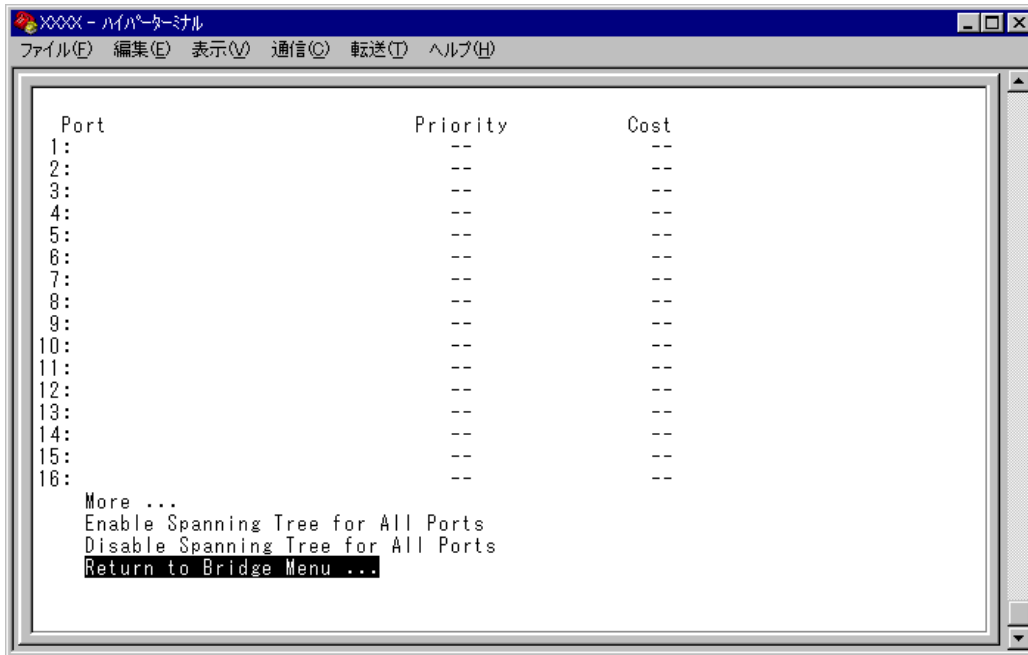 XXXX - ハイパーターミナル
ファイル(F) 編集(E) 表示(V) 通信(C) 転送(T) ヘルプ(H)
Port Priority Cost
1: -- --
2: -- --
3: -- --
4: -- --
5: -- --
6: -- --
7: -- --
8: -- --
9: -- --
10: -- --
11: -- --
12: -- --
13: -- --
14: -- --
15: -- --
16: -- --
More ...
Enable Spanning Tree for All Ports
Disable Spanning Tree for All Ports
Return to Bridge Menu ...